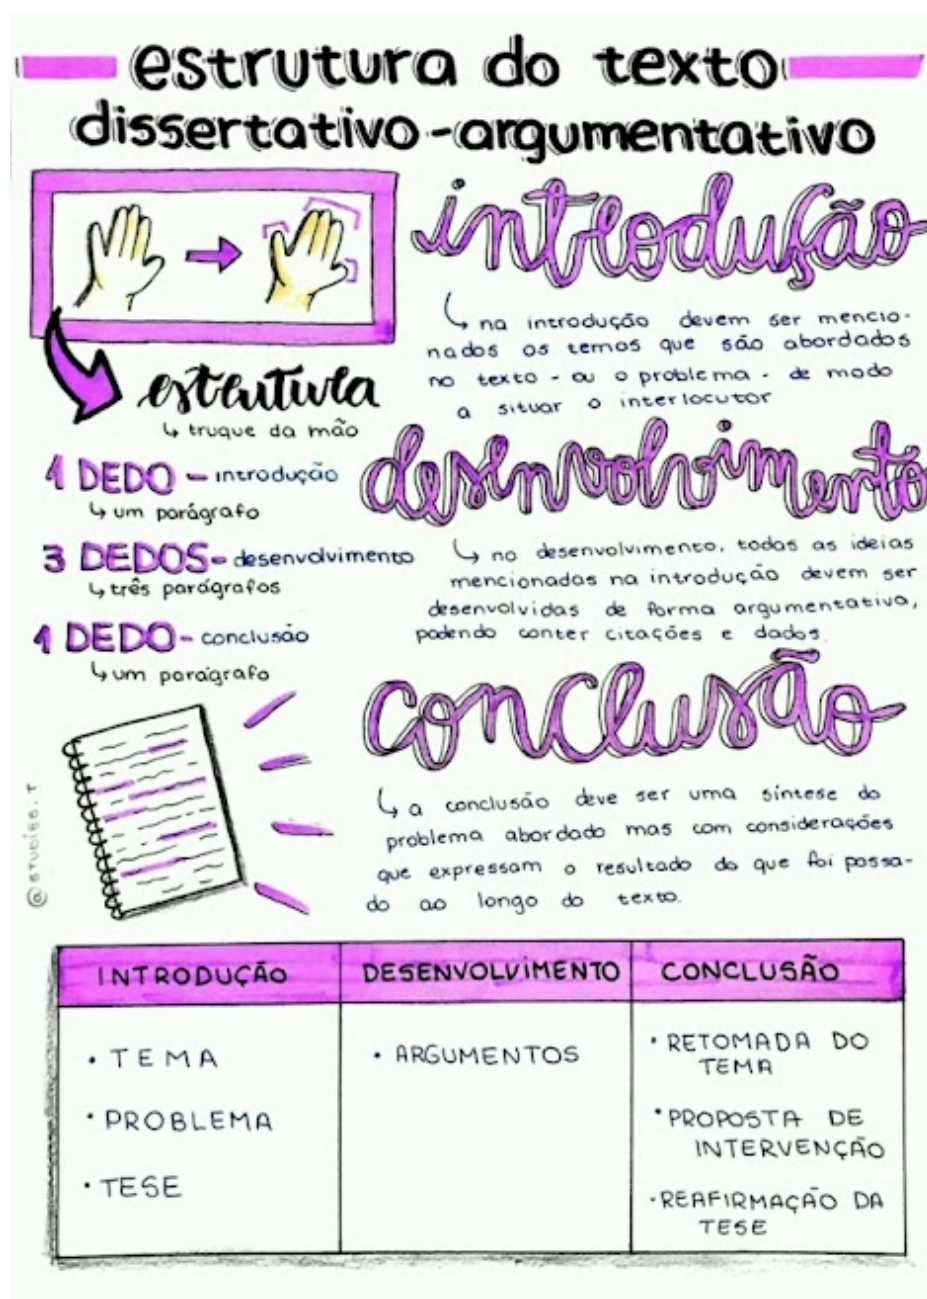 estrutura do texto
dissertativo-argumentativo
estrutura
↳ truque da mão
1 DEDO - introdução
↳ um parágrafo
3 DEDOS - desenvolvimento
↳ três parágrafos
1 DEDO - conclusão
↳ um parágrafo
@STUDIES.T
introdução
↳ na introdução devem ser mencio-
nados os temas que são abordados
no texto - ou o problema - de modo
a situar o interlocutor
desenvolvimento
↳ no desenvolvimento, todas as ideias
mencionadas na introdução devem ser
desenvolvidas de forma argumentativa,
podendo conter citações e dados.
conclusão
↳ a conclusão deve ser uma síntese do
problema abordado mas com considerações
que expressam o resultado do que foi passa-
do ao longo do texto.
INTRODUÇÃO
• TEMA
• PROBLEMA
• TESE
DESENVOLVIMENTO
• ARGUMENTOS
CONCLUSÃO
• RETOMADA DO
TEMA
• PROPOSTA DE
INTERVENÇÃO
• REAFIRMAÇÃO DA
TESE